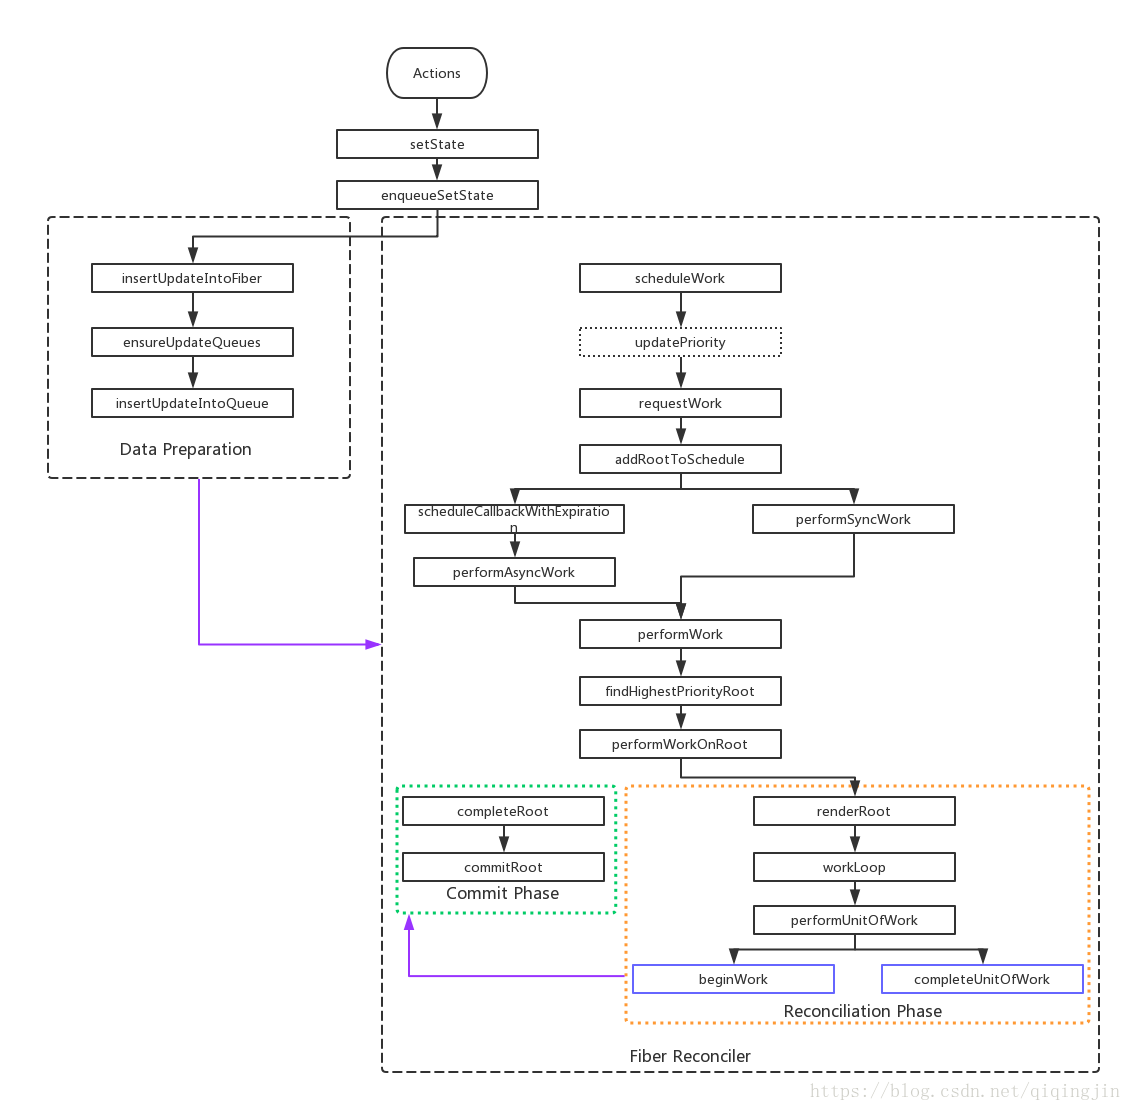 Actions
setState
enqueueSetState
insertUpdateIntoFiber
ensureUpdateQueues
insertUpdateIntoQueue
Data Preparation
scheduleWork
updatePriority
requestWork
addRootToSchedule
scheduleCallbackWithExpiratio
n
performSyncWork
performAsyncWork
performWork
findHighestPriorityRoot
performWorkOnRoot
completeRoot
commitRoot
Commit Phase
renderRoot
workLoop
performUnitOfWork
beginWork
completeUnitOfWork
Reconciliation Phase
Fiber Reconciler
https://blog.csdn.net/qiqingjin